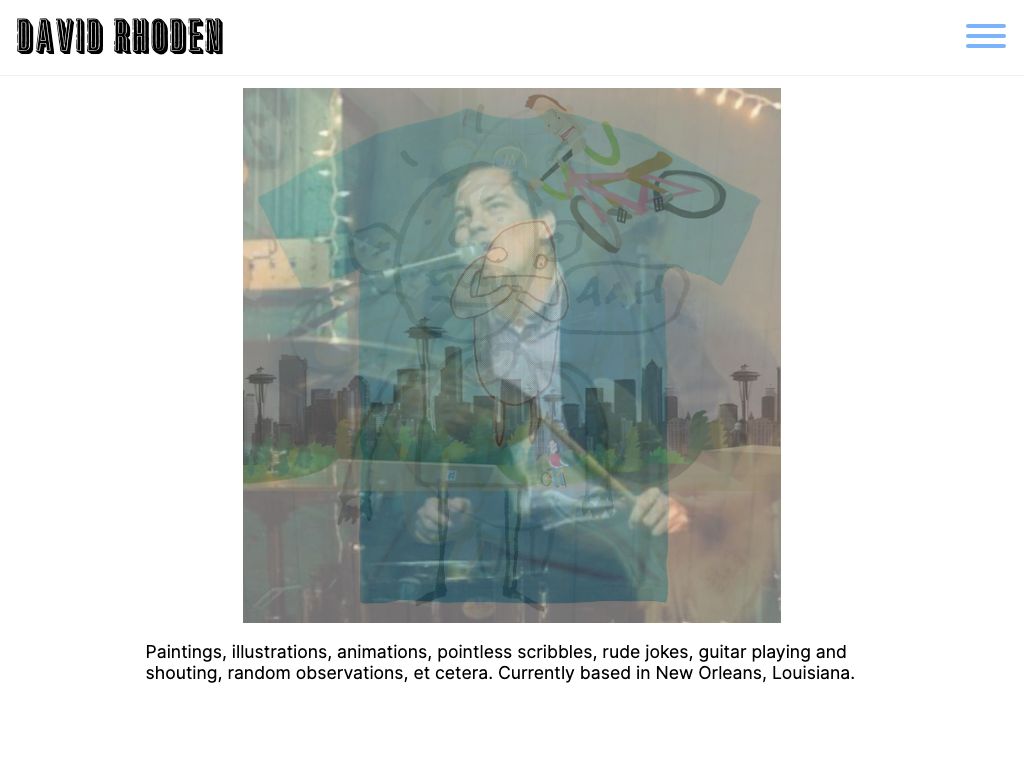 DAVID RHODEN
AAH
Paintings, illustrations, animations, pointless scribbles, rude jokes, guitar playing and
shouting, random observations, et cetera. Currently based in New Orleans, Louisiana.